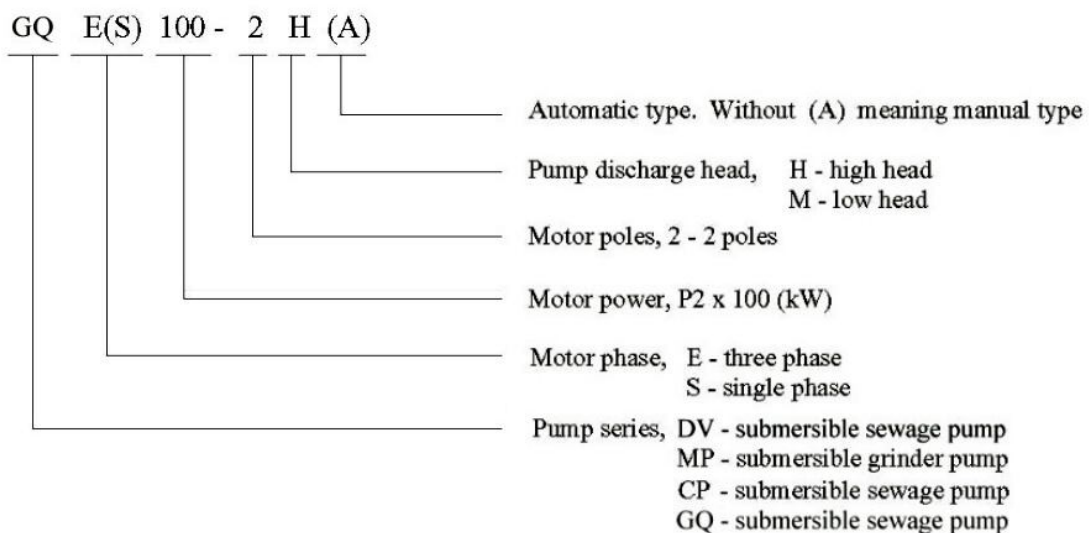 GQ E(S) 100 - 2 H (A)
Automatic type. Without (A) meaning manual type
Pump discharge head, H - high head
M - low head
Motor poles, 2 - 2 poles
Motor power, P2 x 100 (kW)
Motor phase, E - three phase
S - single phase
Pump series, DV - submersible sewage pump
MP - submersible grinder pump
CP - submersible sewage pump
GQ - submersible sewage pump